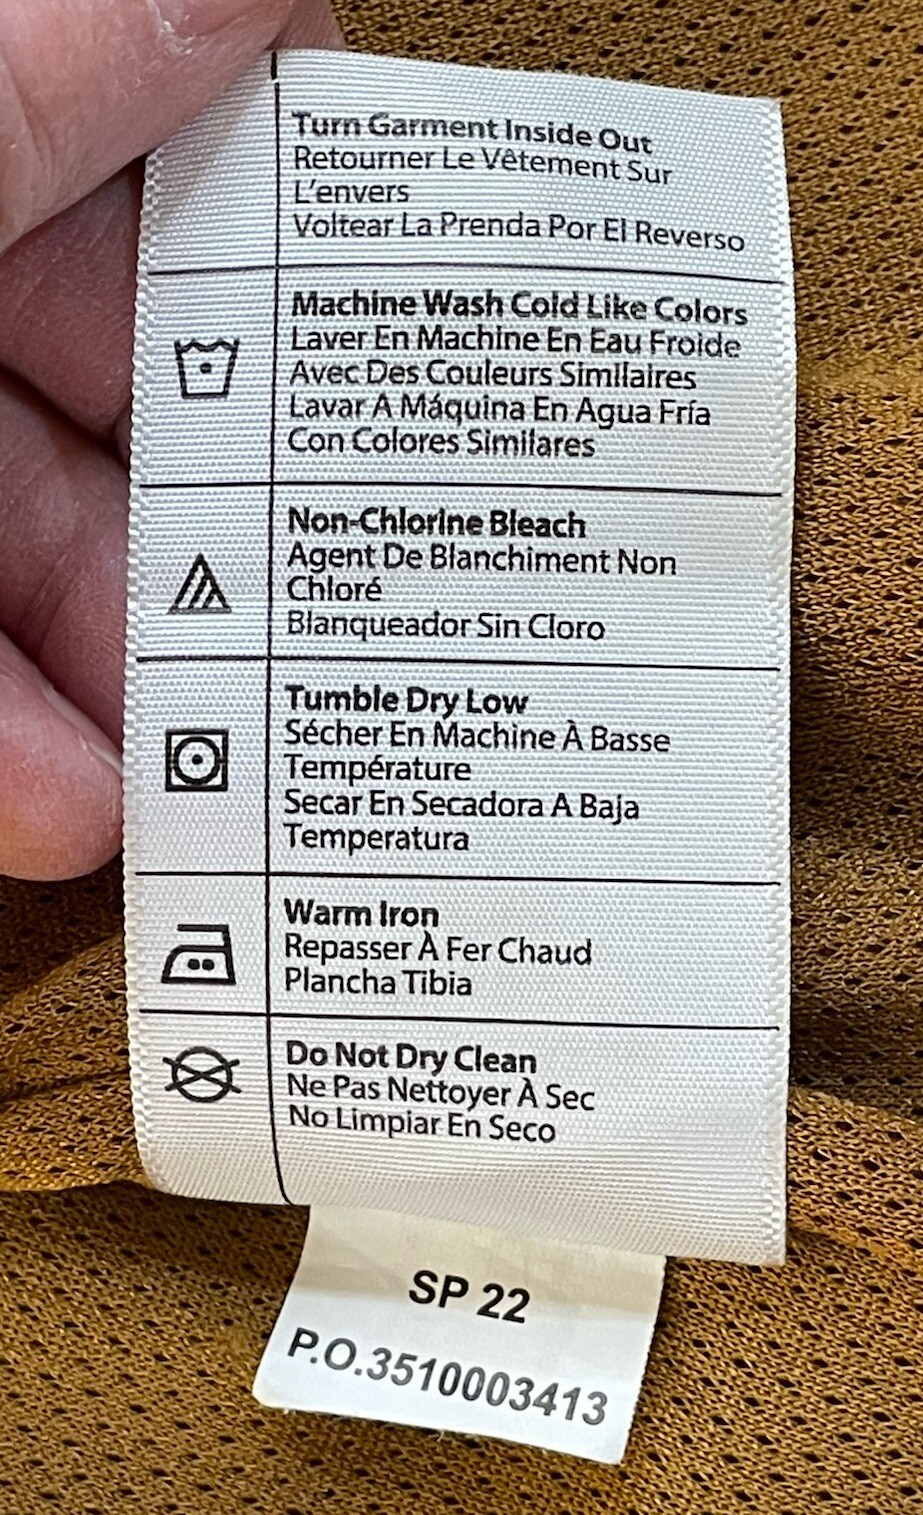 Turn Garment Inside Out
Retourner Le Vêtement Sur
L'envers
Voltear La Prenda Por El Reverso
Machine Wash Cold Like Colors
Laver En Machine En Eau Froide
Avec Des Couleurs Similaires
Lavar A Máquina En Agua Fría
Con Colores Similares
Non-Chlorine Bleach
Agent De Blanchiment Non
Chloré
Blanqueador Sin Cloro
Tumble Dry Low
Sécher En Machine À Basse
Température
Secar En Secadora A Baja
Temperatura
Warm Iron
Repasser À Fer Chaud
Plancha Tibia
Do Not Dry Clean
Ne Pas Nettoyer À Sec
No Limpiar En Seco
SP 22
P.O.3510003413